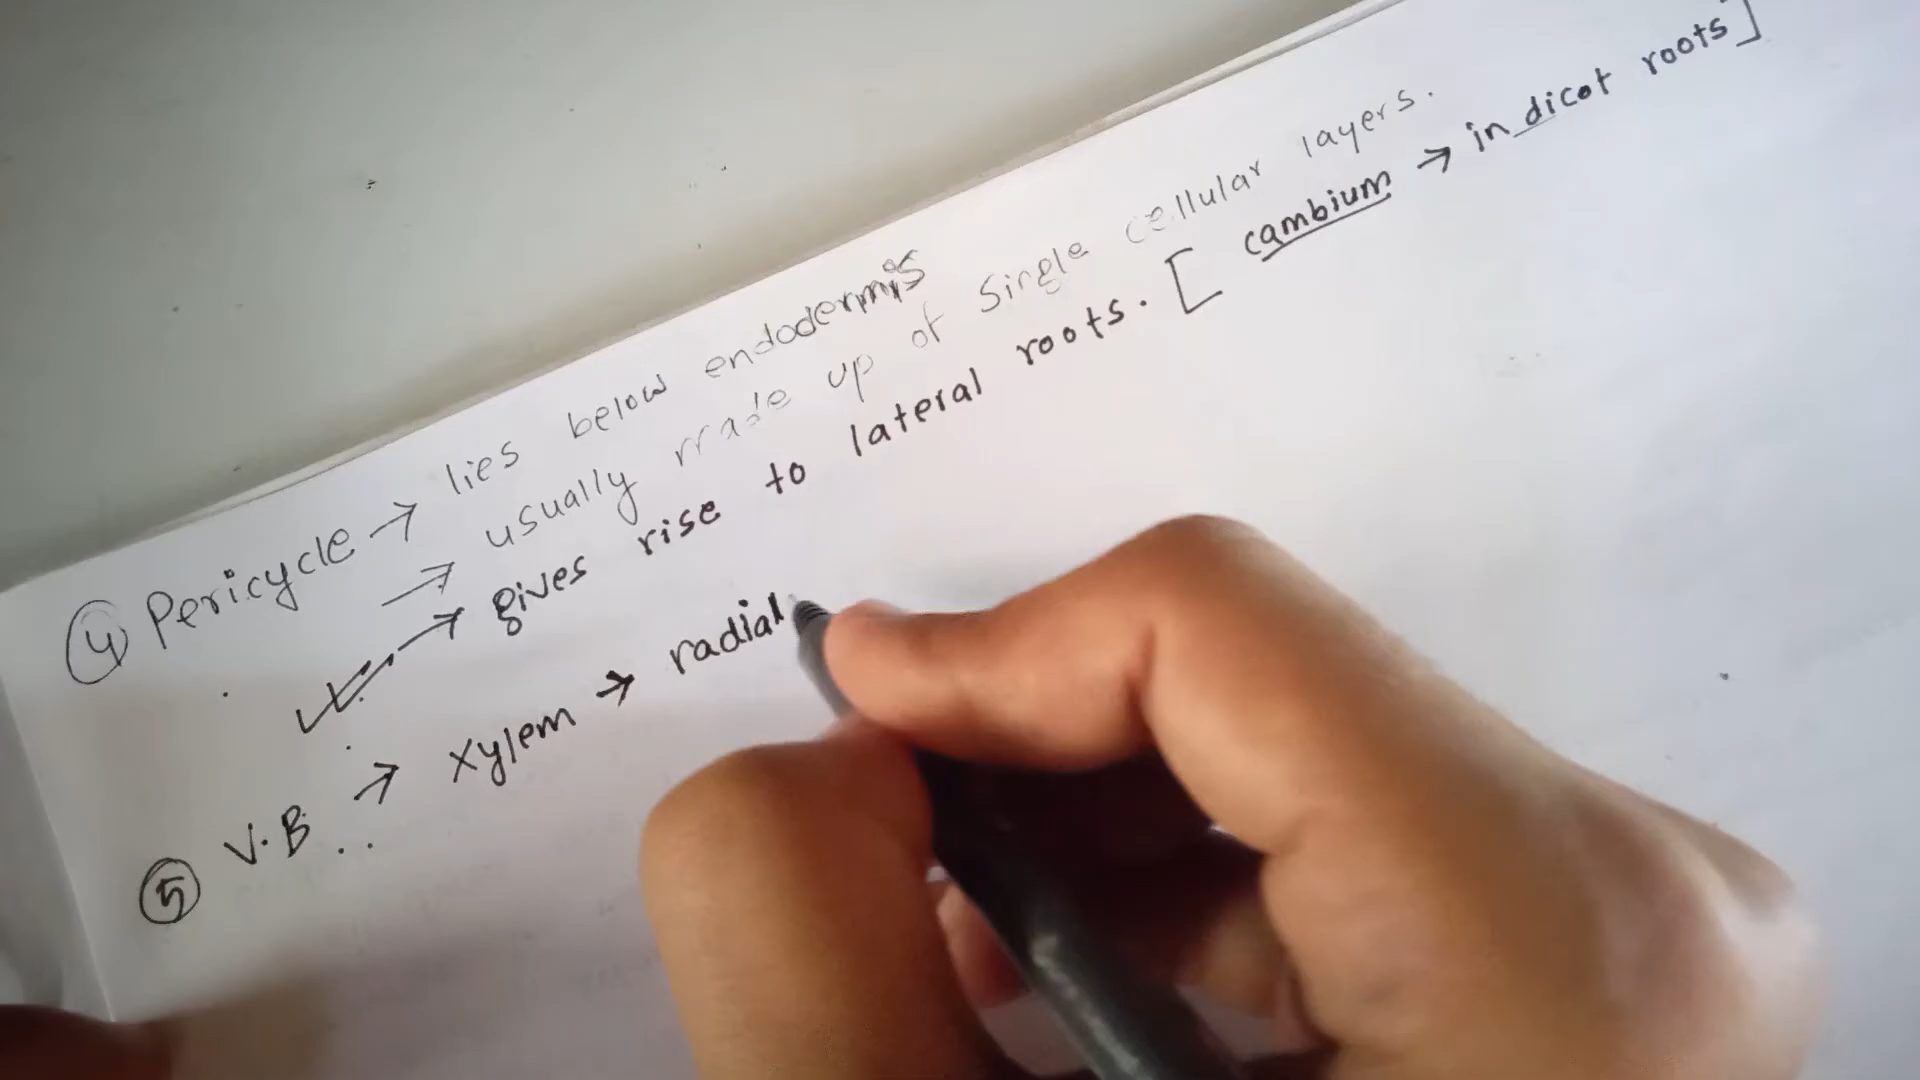 ④ Pericycle → lies below endodermis
→ usually made up of single cellular layers.
→ gives rise to lateral roots. [cambium → in dicot roots]
⑤ V.B → Xylem → radial